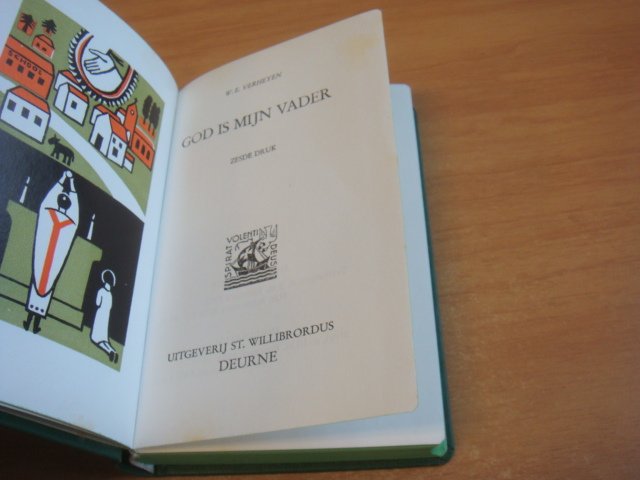 SCHOOL
W. E. VERHEYEN
GOD IS MIJN VADER
ZESDE DRUK
SPIRAT VOLENTI DEUS
UITGEVERIJ ST. WILLIBRORDUS
DEURNE